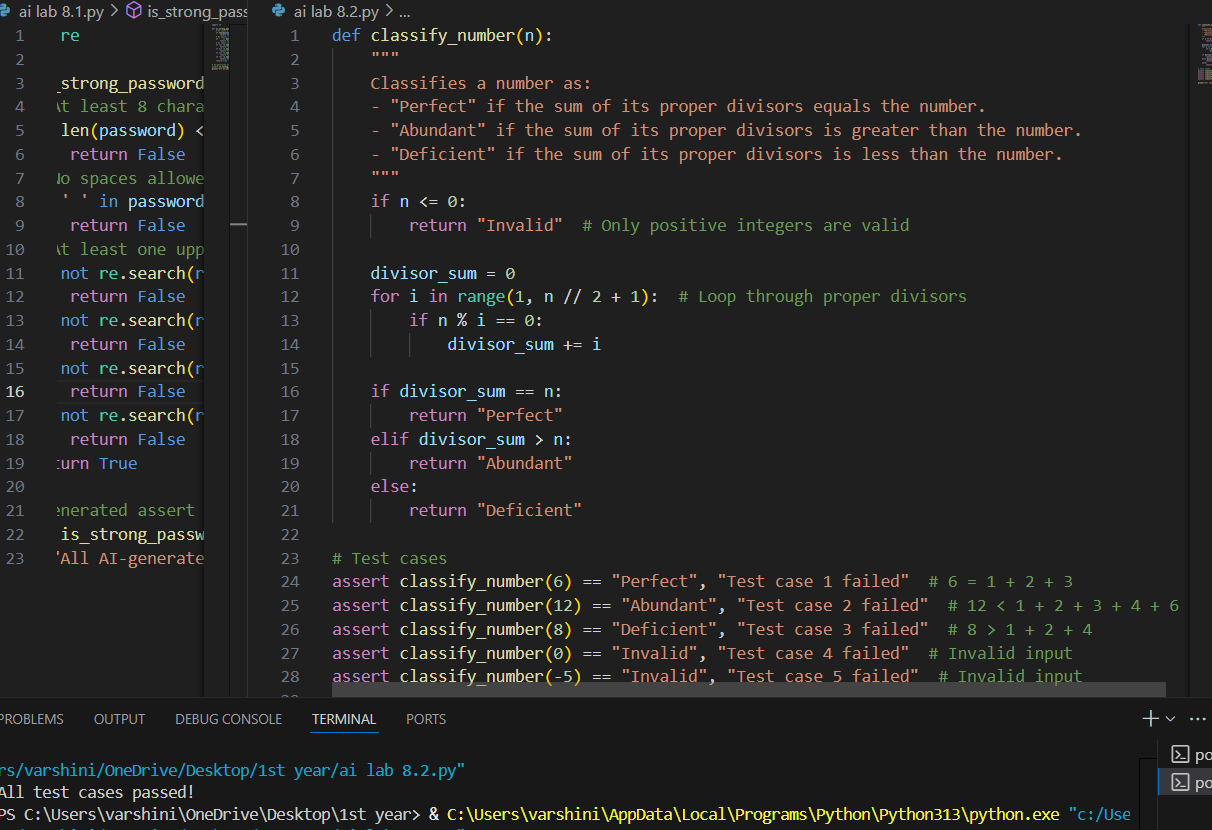 ai lab 8.1.py > is_strong_pass
ai lab 8.2.py > ...
1 re
2
3 _strong_password
4 At least 8 chara
5 len(password) <
6 return False
7 No spaces allowe
8 ' ' in password
9 return False
10 At least one upp
11 not re.search(r
12 return False
13 not re.search(r
14 return False
15 not re.search(r
16 return False
17 not re.search(r
18 return False
19 turn True
20
21 enerated assert
22 is_strong_passw
23 "All AI-generate
1 def classify_number(n):
2 """
3 Classifies a number as:
4 - "Perfect" if the sum of its proper divisors equals the number.
5 - "Abundant" if the sum of its proper divisors is greater than the number.
6 - "Deficient" if the sum of its proper divisors is less than the number.
7 """
8 if n <= 0:
9 return "Invalid" # Only positive integers are valid
10
11 divisor_sum = 0
12 for i in range(1, n // 2 + 1): # Loop through proper divisors
13 if n % i == 0:
14 divisor_sum += i
15
16 if divisor_sum == n:
17 return "Perfect"
18 elif divisor_sum > n:
19 return "Abundant"
20 else:
21 return "Deficient"
22
23 # Test cases
24 assert classify_number(6) == "Perfect", "Test case 1 failed" # 6 = 1 + 2 + 3
25 assert classify_number(12) == "Abundant", "Test case 2 failed" # 12 < 1 + 2 + 3 + 4 + 6
26 assert classify_number(8) == "Deficient", "Test case 3 failed" # 8 > 1 + 2 + 4
27 assert classify_number(0) == "Invalid", "Test case 4 failed" # Invalid input
28 assert classify_number(-5) == "Invalid", "Test case 5 failed" # Invalid input
PROBLEMS OUTPUT DEBUG CONSOLE TERMINAL PORTS
rs/varshini/OneDrive/Desktop/1st year/ai lab 8.2.py"
All test cases passed!
PS C:\Users\varshini\OneDrive\Desktop\1st year> & C:\Users\varshini\AppData\Local\Programs\Python\Python313\python.exe "c:/Use
po
po